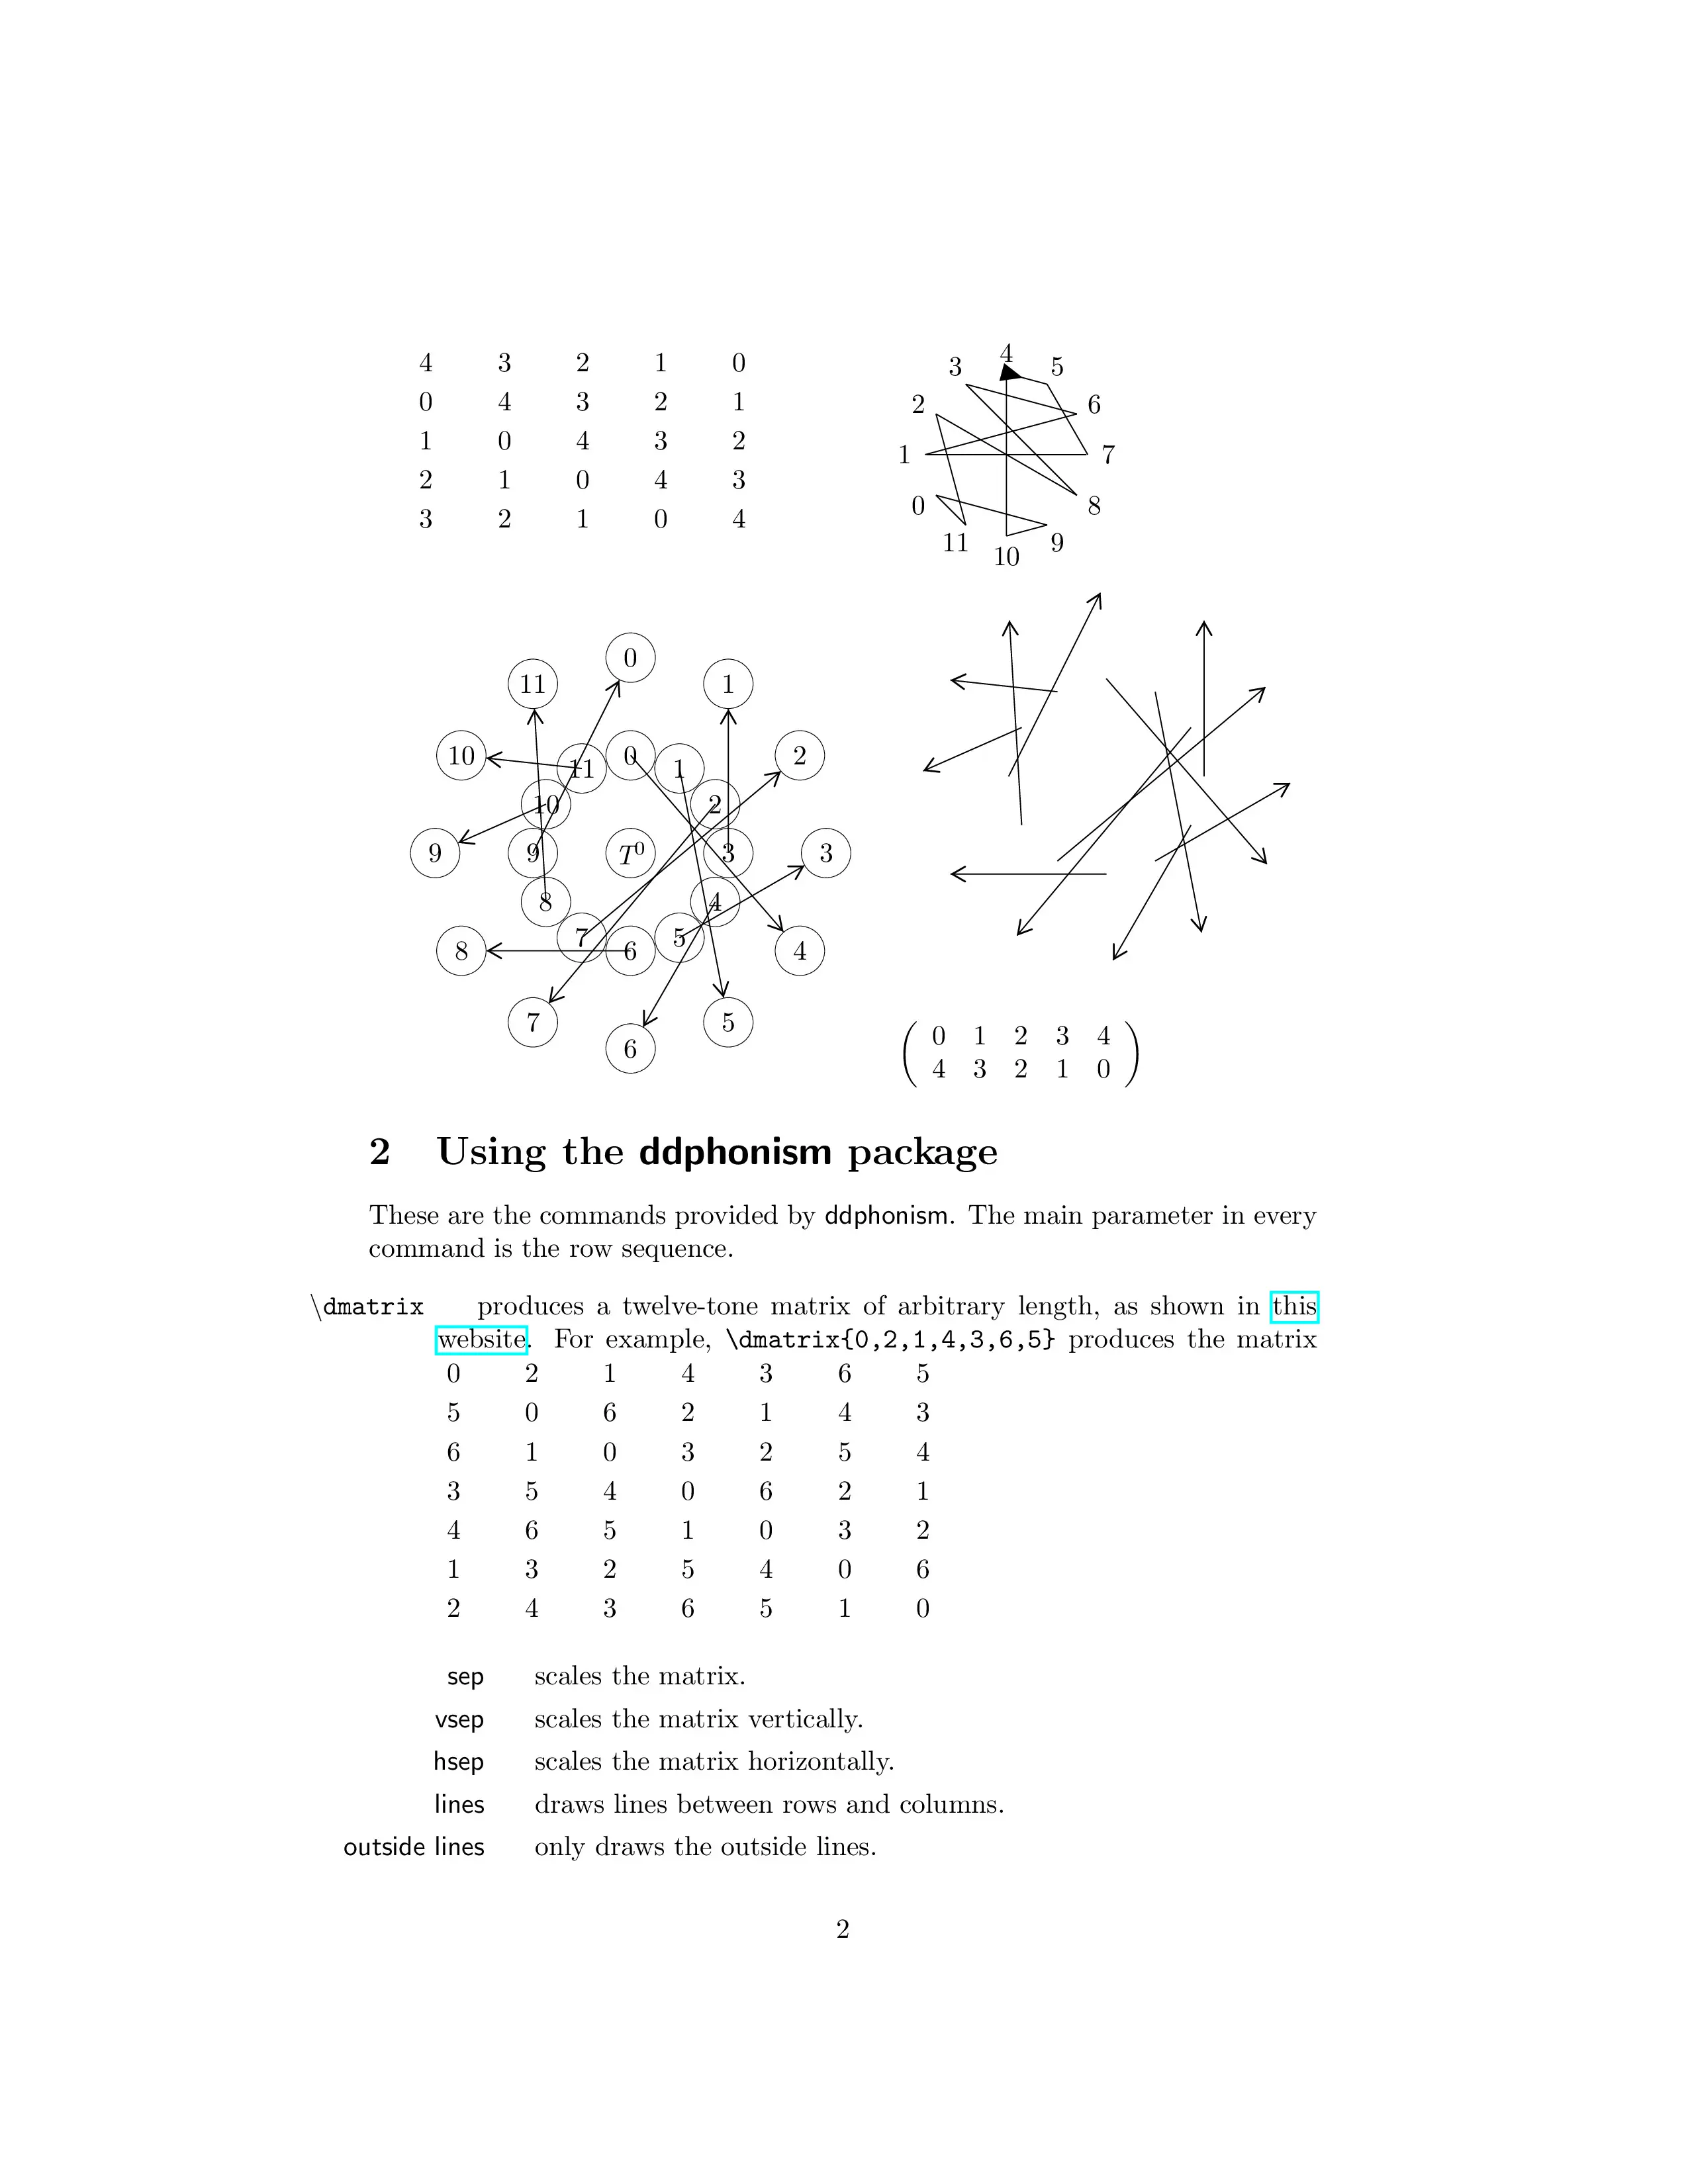 4 3 2 1 0
0 4 3 2 1
1 0 4 3 2
2 1 0 4 3
3 2 1 0 4
4
3 5
2 6
1 7
0 8
11 9
10
0
11 1
10 0 2
11 1
10 2
9 9 T⁰ 3 3
8 4
7 5
8 6 4
7 5
6
0 1 2 3 4
4 3 2 1 0
2 Using the ddphonism package
These are the commands provided by ddphonism. The main parameter in every
command is the row sequence.
\dmatrix produces a twelve-tone matrix of arbitrary length, as shown in this
website. For example, \dmatrix{0,2,1,4,3,6,5} produces the matrix
0 2 1 4 3 6 5
5 0 6 2 1 4 3
6 1 0 3 2 5 4
3 5 4 0 6 2 1
4 6 5 1 0 3 2
1 3 2 5 4 0 6
2 4 3 6 5 1 0
sep scales the matrix.
vsep scales the matrix vertically.
hsep scales the matrix horizontally.
lines draws lines between rows and columns.
outside lines only draws the outside lines.
2